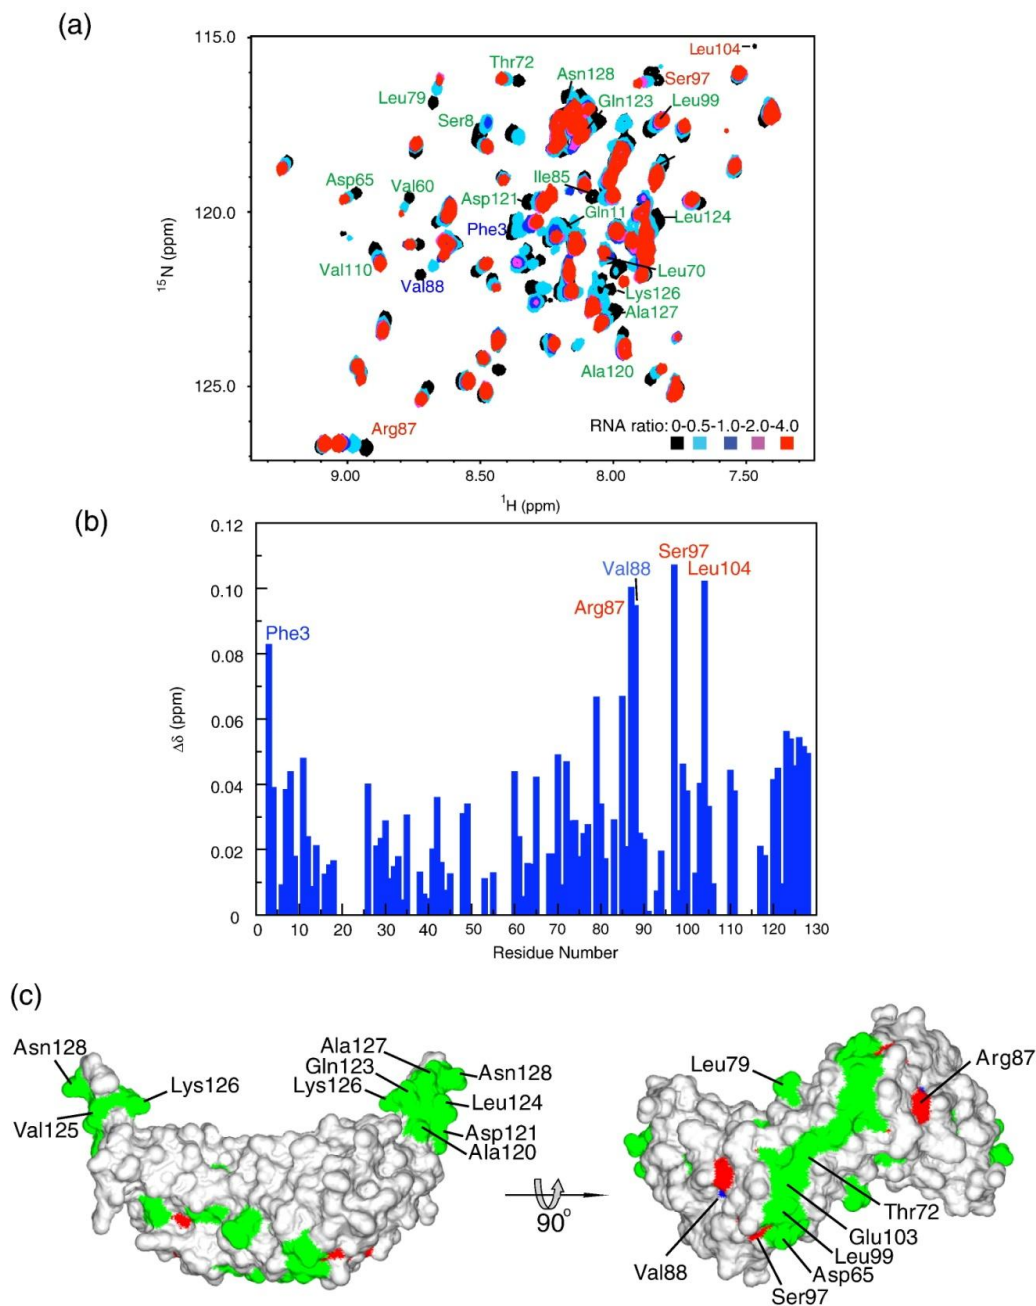 (a)
115.0
Leu104
Thr72
Asn128
Ser97
Leu79
Gln123
Leu99
Ser8
Asp65
Val60
Ile85
120.0
Asp121
Gln11
Leu124
Phe3
Val110
Leu70
Val88
Lys126
Ala127
Ala120
125.0
Arg87
RNA ratio: 0-0.5-1.0-2.0-4.0
15N (ppm)
9.00 8.50 8.00 7.50
1H (ppm)
(b)
0.12
Ser97
Val88
Leu104
0.10
Arg87
Phe3
0.08
0.06
0.04
0.02
0
Δδ (ppm)
0 10 20 30 40 50 60 70 80 90 100 110 120 130
Residue Number
(c)
Asn128
Ala127
Gln123
Asn128
Lys126
Lys126
Leu124
Val125
Asp121
Ala120
90°
Leu79
Arg87
Thr72
Glu103
Val88
Leu99
Asp65
Ser97